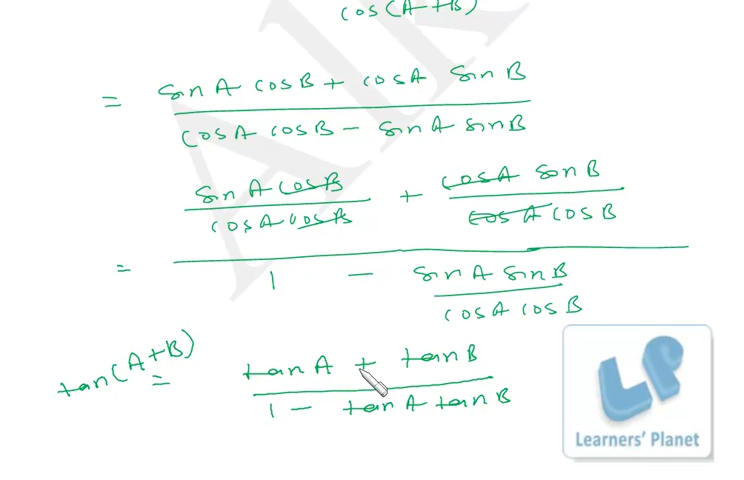 cos(A+B)
= (sin A cos B + cos A sin B) / (cos A cos B - sin A sin B)
= ((sin A cos B) / (cos A cos B) + (cos A sin B) / (cos A cos B)) / (1 - (sin A sin B) / (cos A cos B))
tan(A+B) = (tan A + tan B) / (1 - tan A tan B)
LP
Learners' Planet